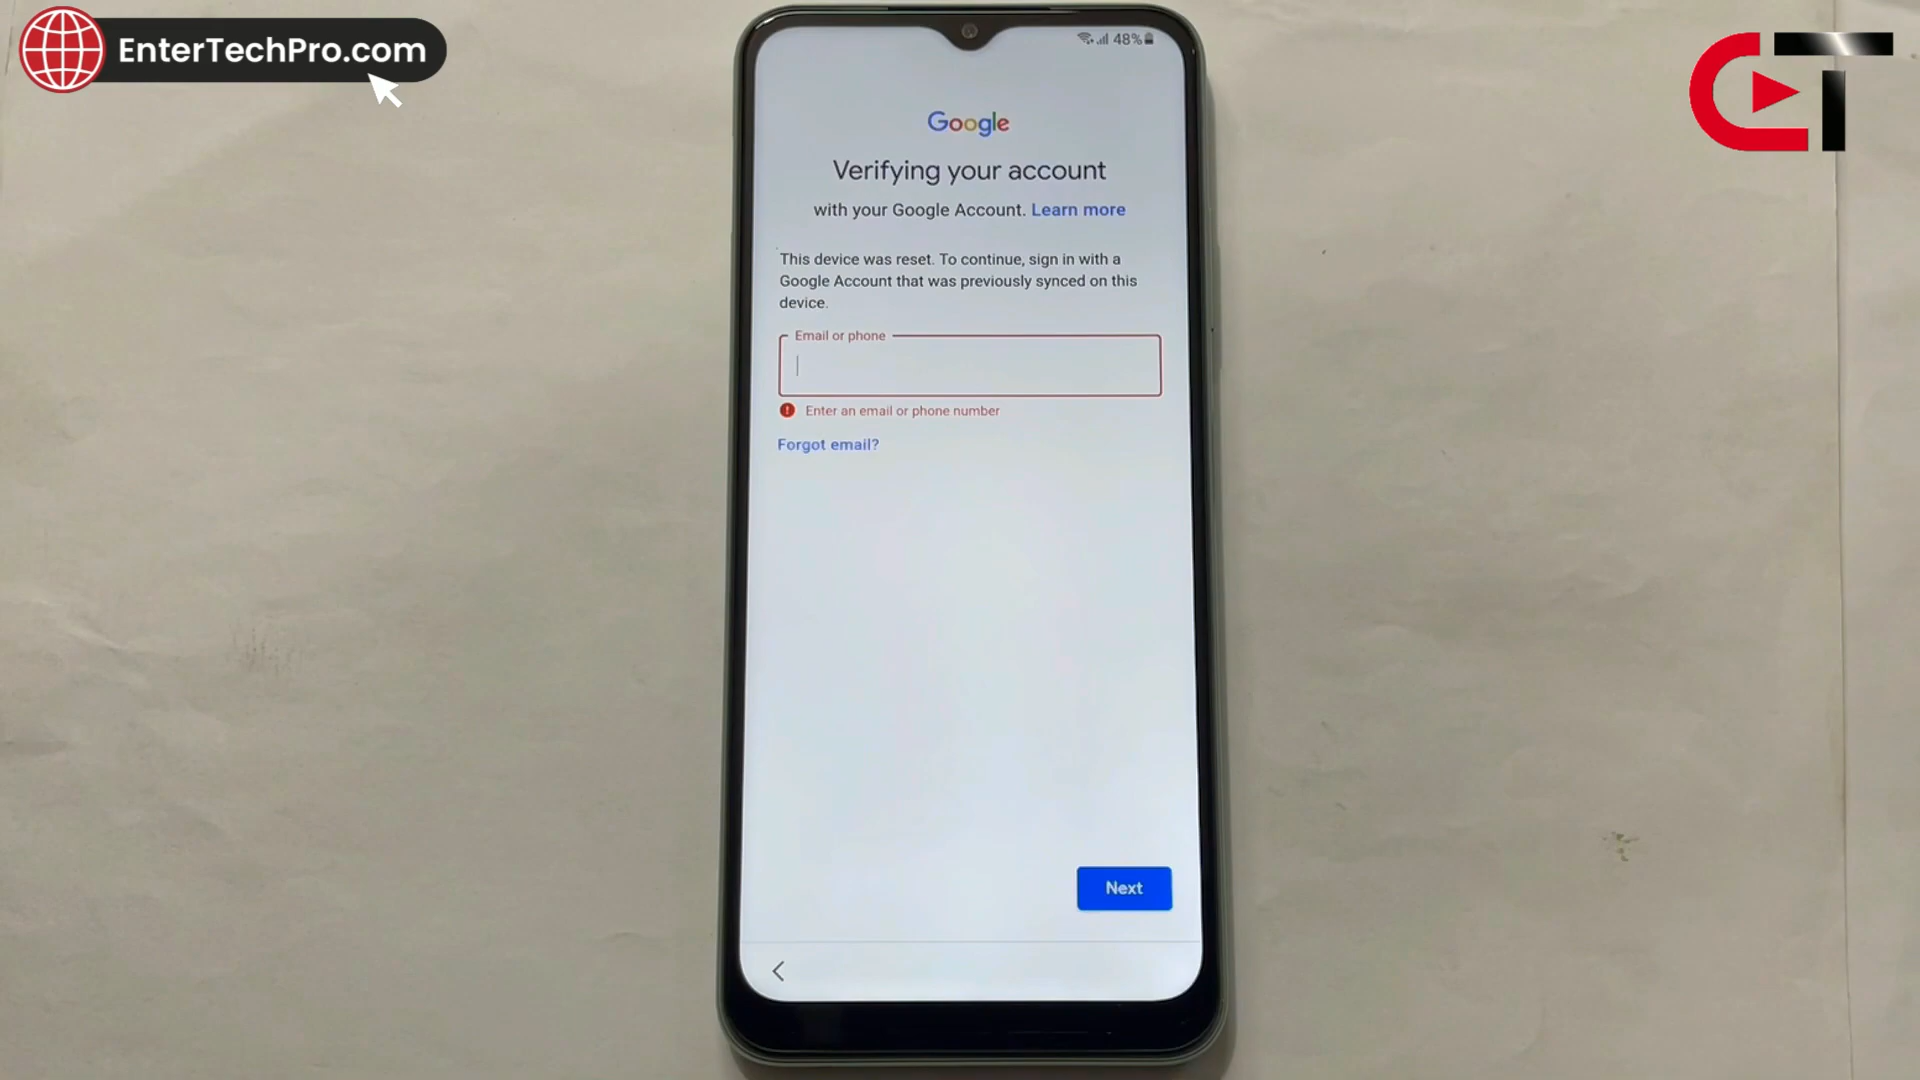 EnterTechPro.com
CT
48%
Google
Verifying your account
with your Google Account. Learn more
This device was reset. To continue, sign in with a
Google Account that was previously synced on this
device.
Email or phone
Enter an email or phone number
Forgot email?
Next